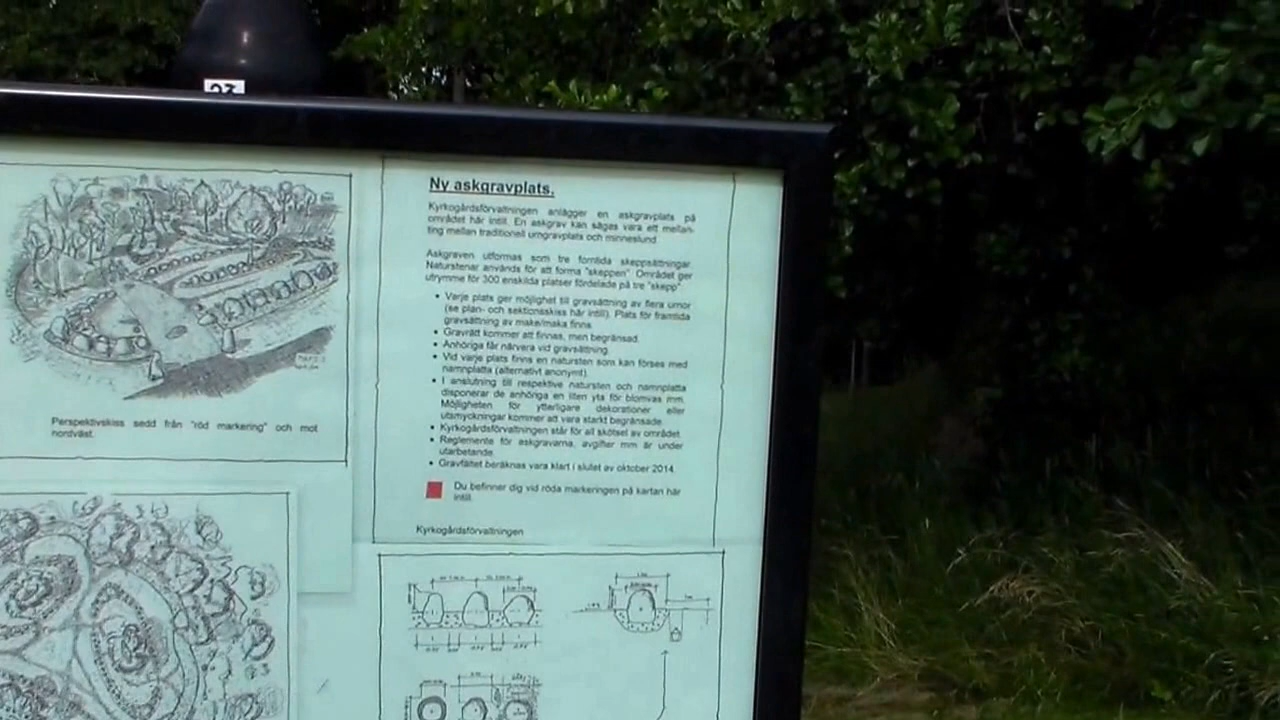 23
Ny askgravplats.
Kyrkogårdsförvaltningen anlägger en askgravplats på
området här intill. En askgrav kan sägas vara ett mellan-
ting mellan traditionell urngravplats och minneslund.
Askgraven utformas som tre forntida skeppsättningar.
Naturstenar används för att forma "skeppen". Området ger
utrymme för 300 enskilda platser fördelade på tre "skepp".
• Varje plats ger möjlighet till gravsättning av flera urnor
(se plan- och sektionsskiss här intill). Plats för framtida
gravsättning av make/maka finns.
• Gravrätt kommer att finnas, men begränsad.
• Anhöriga får närvara vid gravsättning.
• Vid varje plats finns en natursten som kan förses med
namnplatta (alternativt anonymt).
• I anslutning till respektive natursten och namnplatta
disponerar de anhöriga en liten yta för blomvas mm.
Möjligheten för ytterligare dekorationer eller
utsmyckningar kommer att vara starkt begränsade.
• Kyrkogårdsförvaltningen står för all skötsel av området.
• Reglemente för askgravarna, avgifter mm är under
utarbetande.
• Gravfältet beräknas vara klart i slutet av oktober 2014.
Du befinner dig vid röda markeringen på kartan här
intill.
Kyrkogårdsförvaltningen
Perspektivskiss sedd från "röd markering" och mot
nordväst.